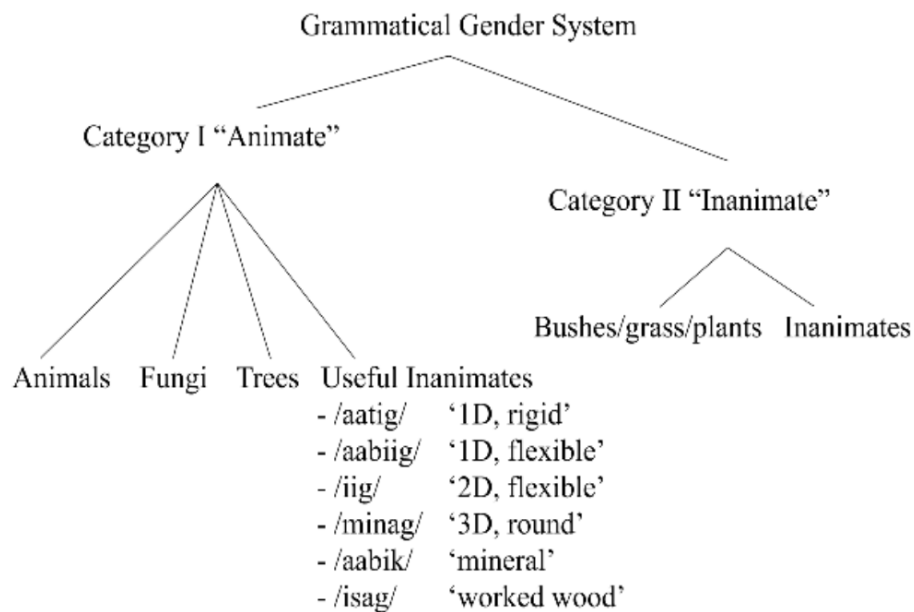 Grammatical Gender System
Category I “Animate”
Category II “Inanimate”
Bushes/grass/plants Inanimates
Animals Fungi Trees Useful Inanimates
- /aatig/ ‘1D, rigid’
- /aabiig/ ‘1D, flexible’
- /iig/ ‘2D, flexible’
- /minag/ ‘3D, round’
- /aabik/ ‘mineral’
- /isag/ ‘worked wood’